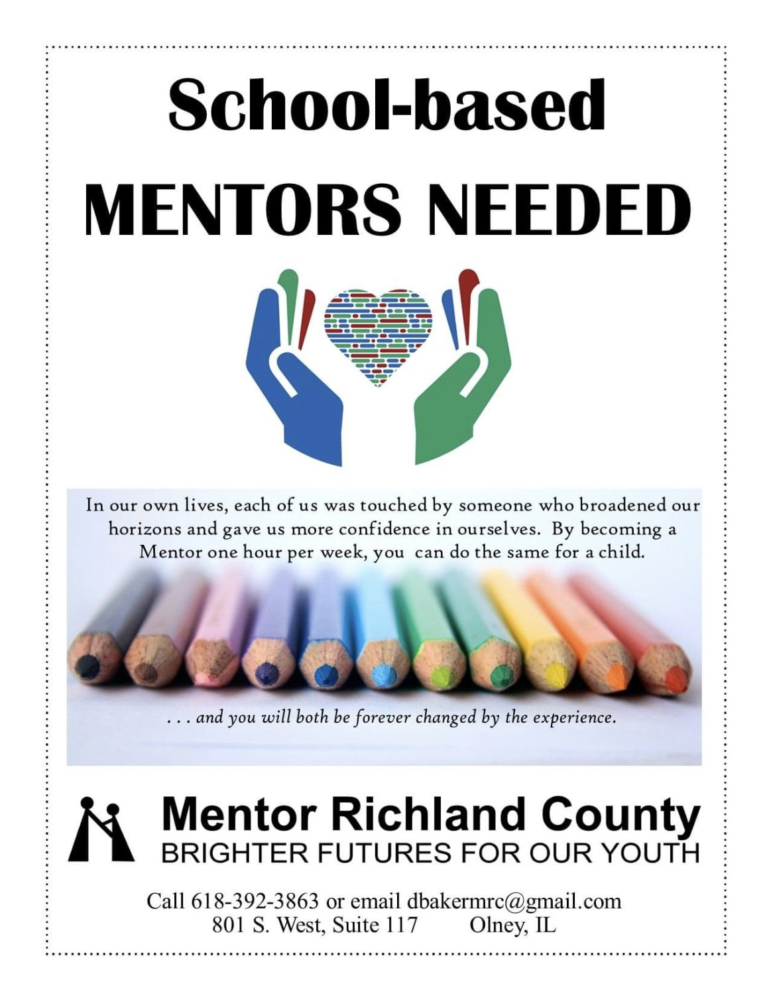 School-based
MENTORS NEEDED
In our own lives, each of us was touched by someone who broadened our
horizons and gave us more confidence in ourselves. By becoming a
Mentor one hour per week, you can do the same for a child.
. . . and you will both be forever changed by the experience.
Mentor Richland County
BRIGHTER FUTURES FOR OUR YOUTH
Call 618-392-3863 or email dbakermrc@gmail.com
801 S. West, Suite 117 Olney, IL